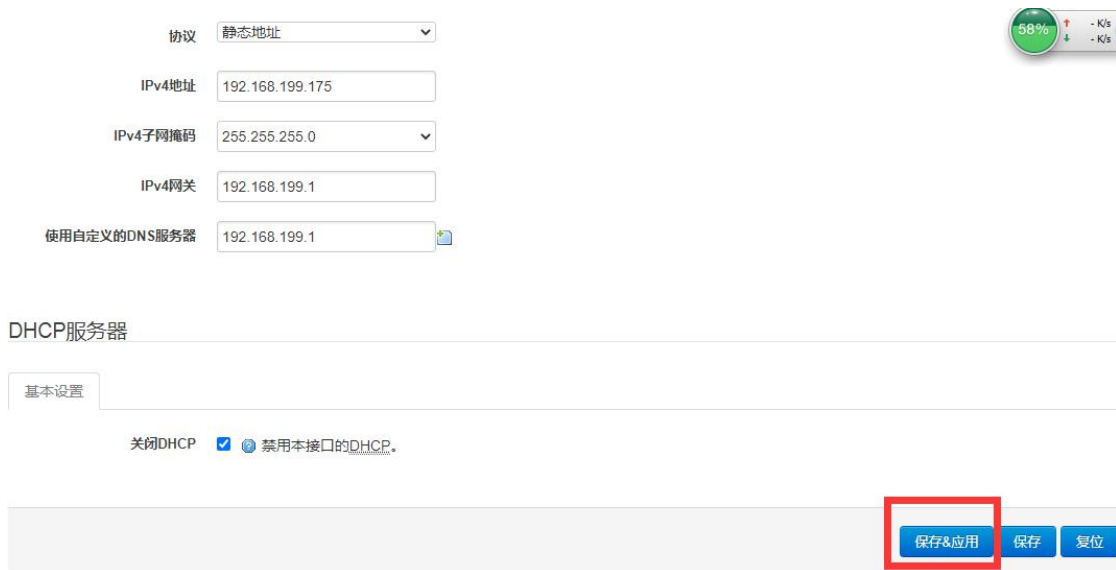 协议 静态地址
58% - K/s
- K/s
IPv4地址 192.168.199.175
IPv4子网掩码 255.255.255.0
IPv4网关 192.168.199.1
使用自定义的DNS服务器 192.168.199.1
DHCP服务器
基本设置
关闭DHCP 禁用本接口的DHCP。
保存&应用 保存 复位